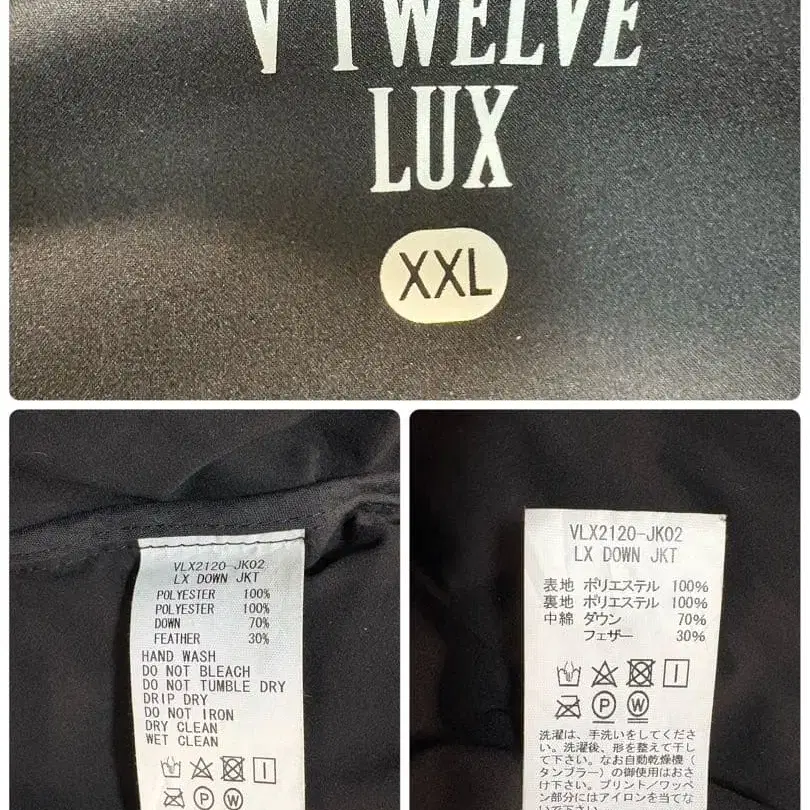 V TWELVE
LUX
XXL
VLX2120-JK02
LX DOWN JKT
POLYESTER 100%
POLYESTER 100%
DOWN 70%
FEATHER 30%
HAND WASH
DO NOT BLEACH
DO NOT TUMBLE DRY
DRIP DRY
DO NOT IRON
DRY CLEAN
WET CLEAN
P W
VLX2120-JK02
LX DOWN JKT
表地 ポリエステル 100%
裏地 ポリエステル 100%
中綿 ダウン 70%
フェザー 30%
P W
洗濯は、手洗いをしてくださ
い。洗濯後、形を整えて干し
て下さい。なお自動乾燥機（
タンブラー）の御使用はおさ
け下さい。プリント／ワッペ
ン部分にはアイロンを当てな
いで下さい